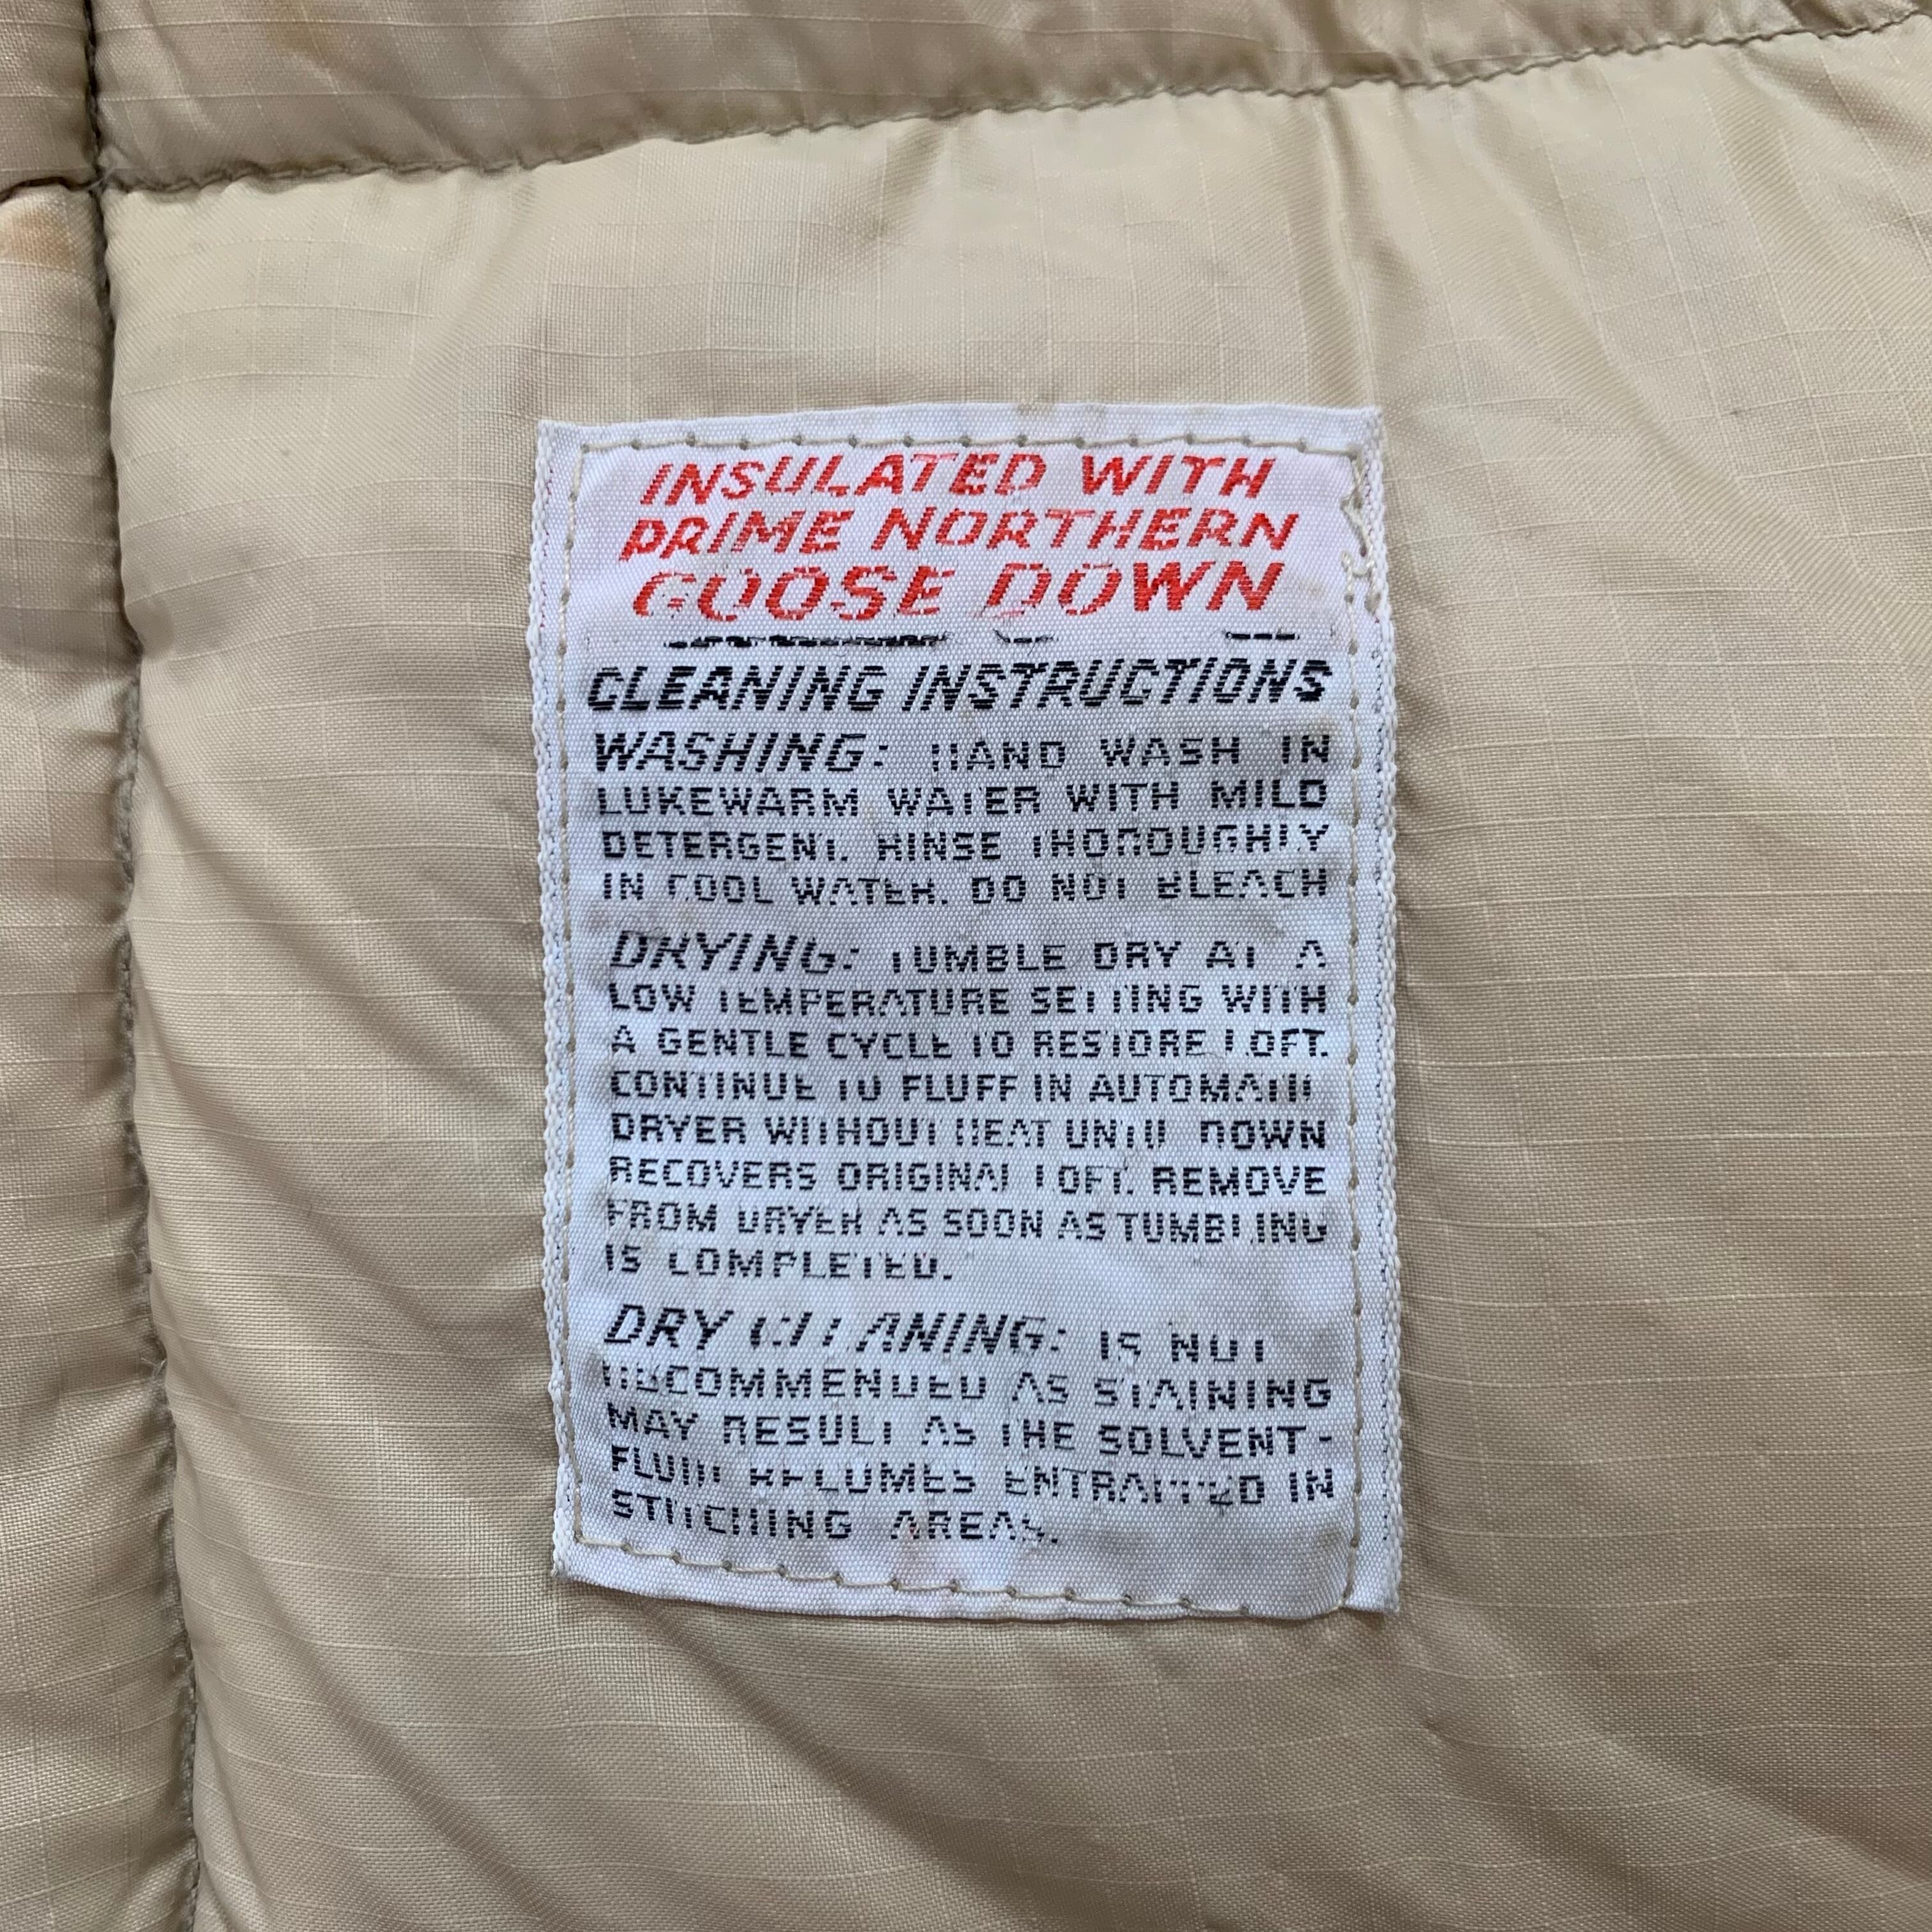 INSULATED WITH
PRIME NORTHERN
GOOSE DOWN
CLEANING INSTRUCTIONS
WASHING: HAND WASH IN
LUKEWARM WATER WITH MILD
DETERGENT. RINSE THOROUGHLY
IN COOL WATER. DO NOT BLEACH
DRYING: TUMBLE DRY AT A
LOW TEMPERATURE SETTING WITH
A GENTLE CYCLE TO RESTORE LOFT.
CONTINUE TO FLUFF IN AUTOMATIC
DRYER WITHOUT HEAT UNTIL DOWN
RECOVERS ORIGINAL LOFT. REMOVE
FROM DRYER AS SOON AS TUMBLING
IS COMPLETED.
DRY CLEANING: IS NOT
RECOMMENDED AS STAINING
MAY RESULT AS THE SOLVENT-
FLUID BECOMES ENTRAPPED IN
STITCHING AREAS.